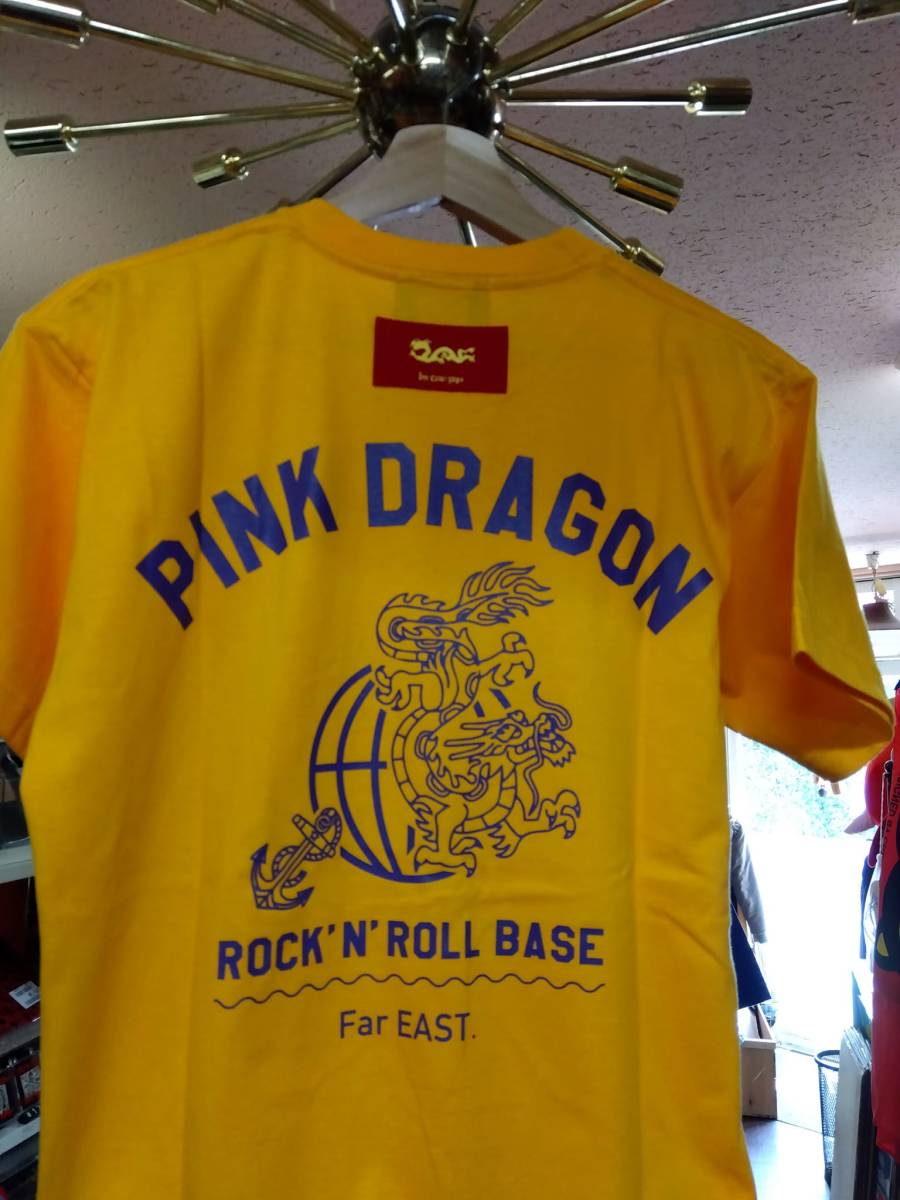 PINK DRAGON
ROCK'N'ROLL BASE
Far EAST.